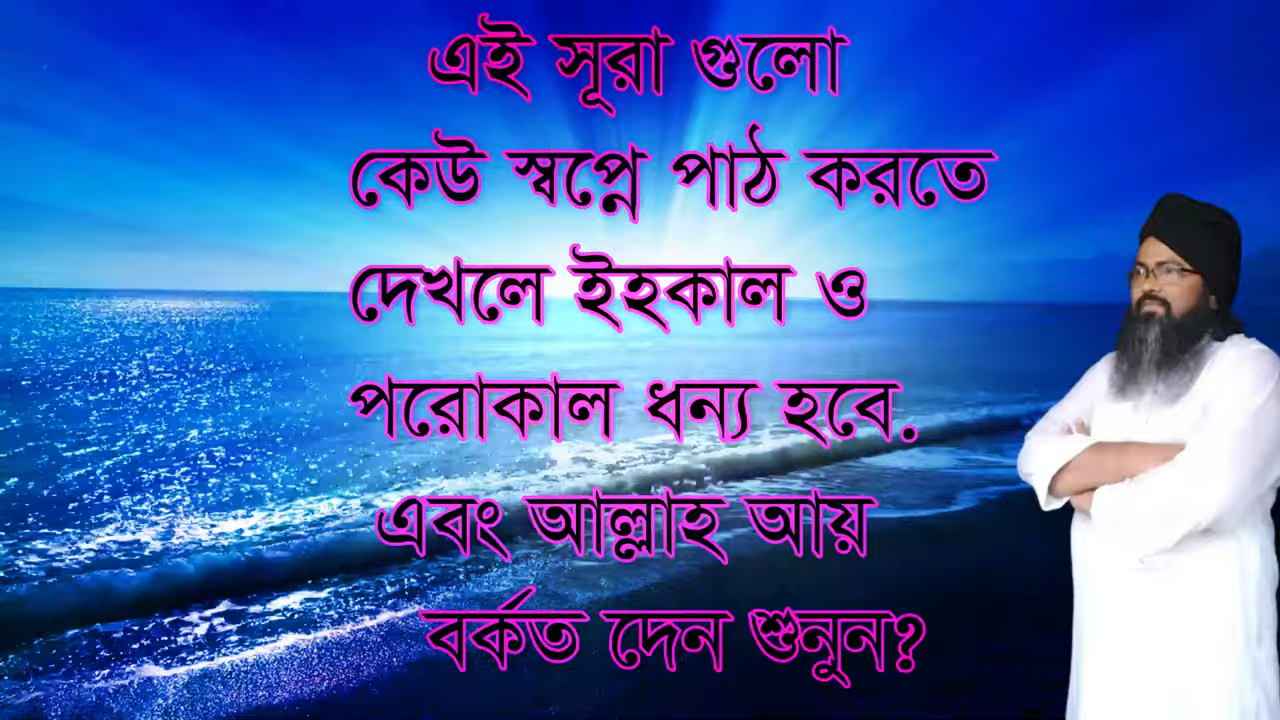 এই সূরা গুলো
কেউ স্বপ্নে পাঠ করতে
দেখলে ইহকাল ও
পরোকাল ধন্য হবে.
এবং আল্লাহ আয়
বর্কত দেন শুনুন?